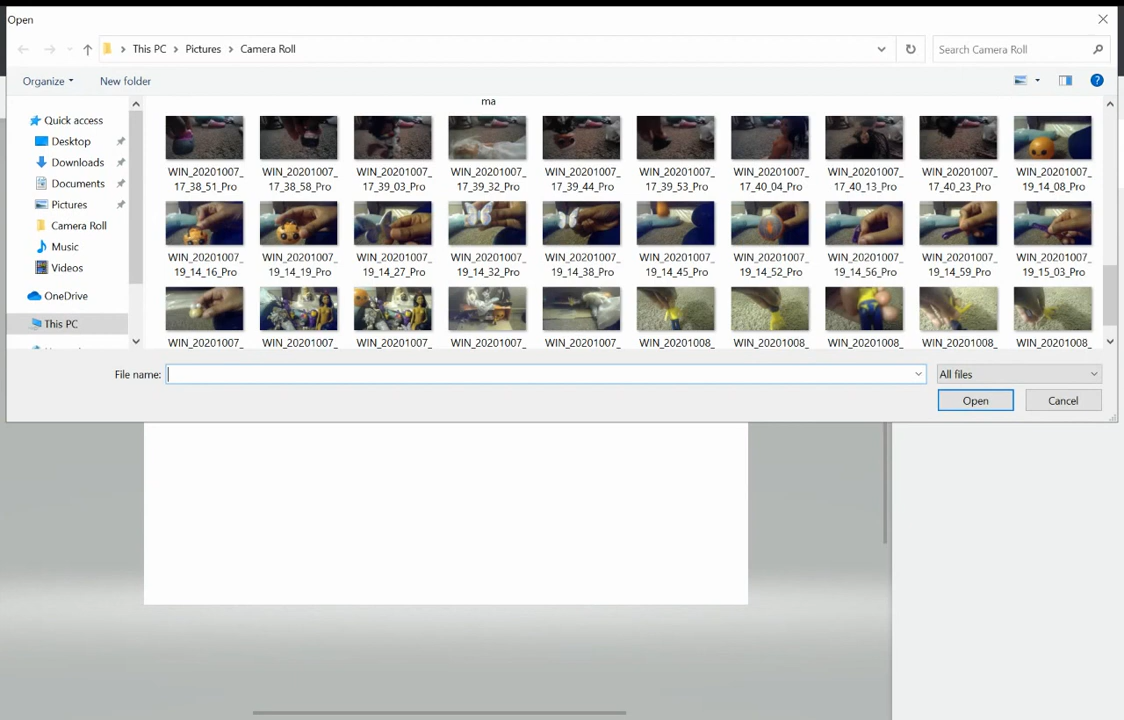 Open
This PC > Pictures > Camera Roll
Search Camera Roll
Organize
New folder
Quick access
Desktop
Downloads
Documents
Pictures
Camera Roll
Music
Videos
OneDrive
This PC
ma
WIN_20201007_ WIN_20201007_ WIN_20201007_ WIN_20201007_ WIN_20201007_ WIN_20201007_ WIN_20201007_ WIN_20201007_ WIN_20201007_ WIN_20201007_
17_38_51_Pro 17_38_58_Pro 17_39_03_Pro 17_39_32_Pro 17_39_44_Pro 17_39_53_Pro 17_40_04_Pro 17_40_13_Pro 17_40_23_Pro 19_14_08_Pro
WIN_20201007_ WIN_20201007_ WIN_20201007_ WIN_20201007_ WIN_20201007_ WIN_20201007_ WIN_20201007_ WIN_20201007_ WIN_20201007_ WIN_20201007_
19_14_16_Pro 19_14_19_Pro 19_14_27_Pro 19_14_32_Pro 19_14_38_Pro 19_14_45_Pro 19_14_52_Pro 19_14_56_Pro 19_14_59_Pro 19_15_03_Pro
WIN_20201007_ WIN_20201007_ WIN_20201007_ WIN_20201007_ WIN_20201007_ WIN_20201008_ WIN_20201008_ WIN_20201008_ WIN_20201008_ WIN_20201008_
File name:
All files
Open
Cancel